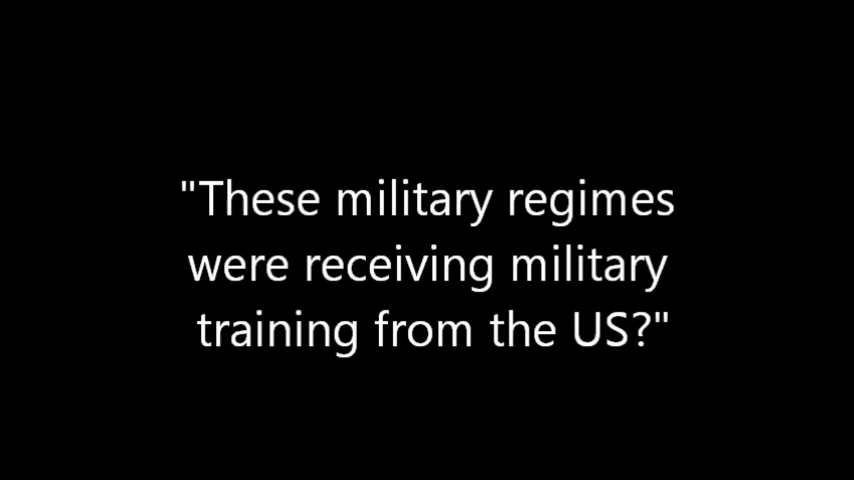 "These military regimes
were receiving military
training from the US?"